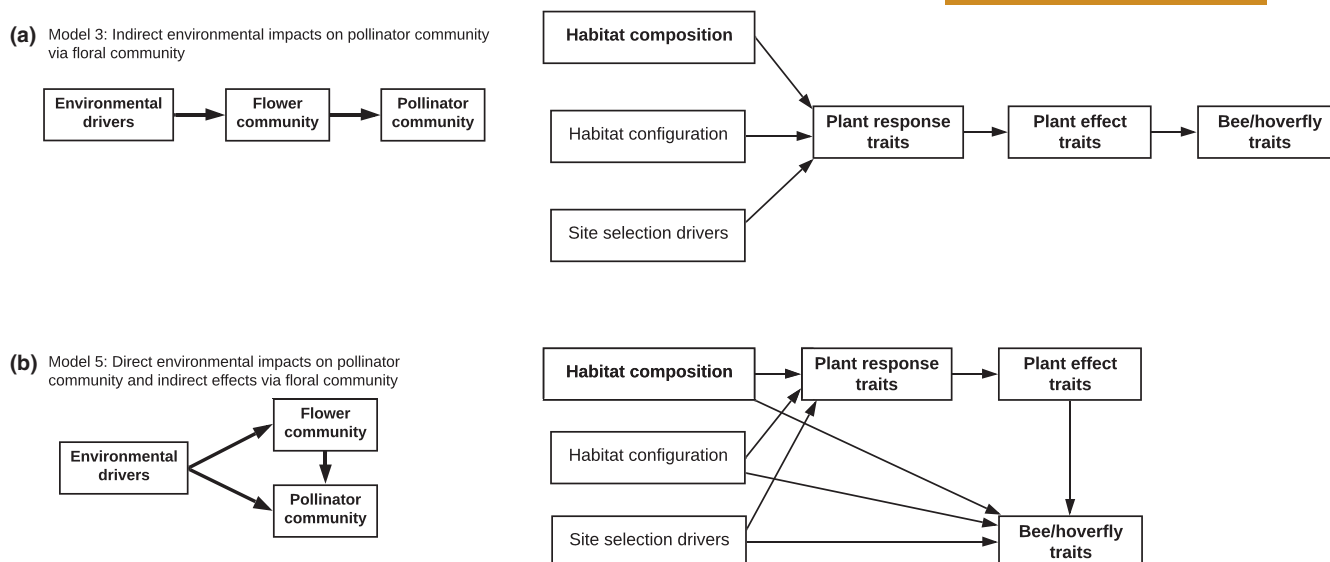 (a) Model 3: Indirect environmental impacts on pollinator community
via floral community
Environmental
drivers
Flower
community
Pollinator
community
Habitat composition
Habitat configuration
Site selection drivers
Plant response
traits
Plant effect
traits
Bee/hoverfly
traits
(b) Model 5: Direct environmental impacts on pollinator
community and indirect effects via floral community
Environmental
drivers
Flower
community
Pollinator
community
Habitat composition
Habitat configuration
Site selection drivers
Plant response
traits
Plant effect
traits
Bee/hoverfly
traits